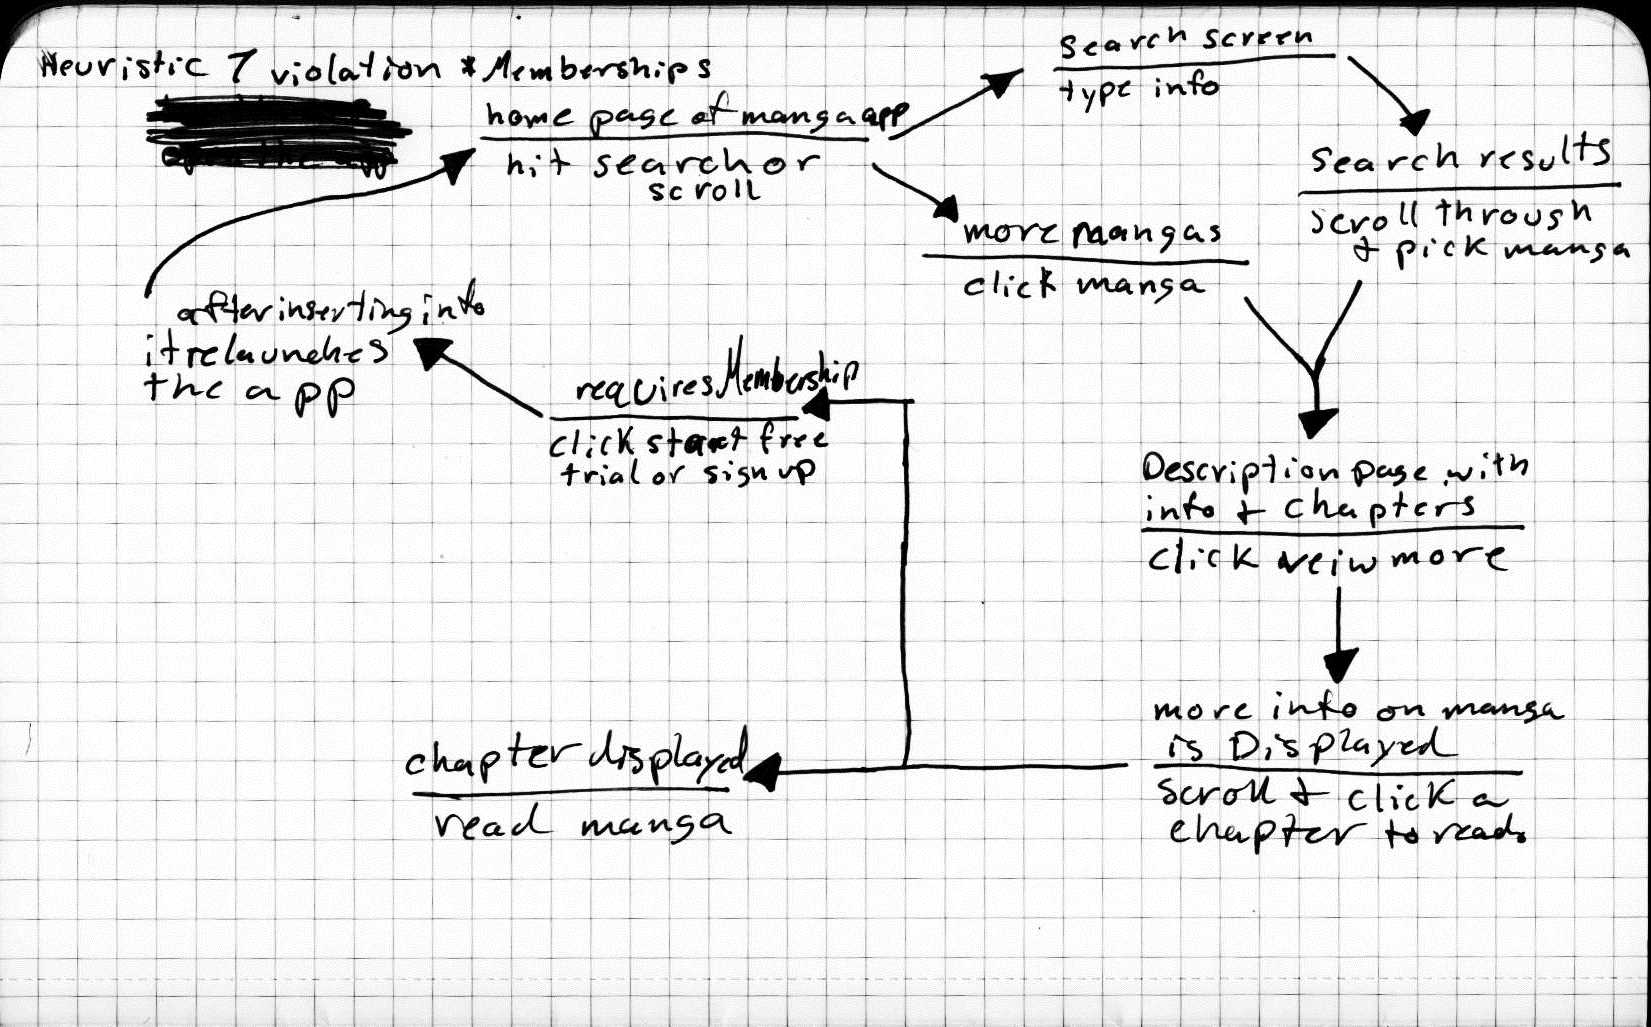 Heuristic 7 violation * Memberships
home page of manga app
hit search or
scroll
search screen
type info
Search results
scroll through
+ pick manga
more mangas
click manga
Description page with
info + chapters
click veiw more
more info on manga
is Displayed
scroll + click a
chapter to read
chapter displayed
read manga
requires Membership
click start free
trial or sign up
after inserting info
it relaunches
the app